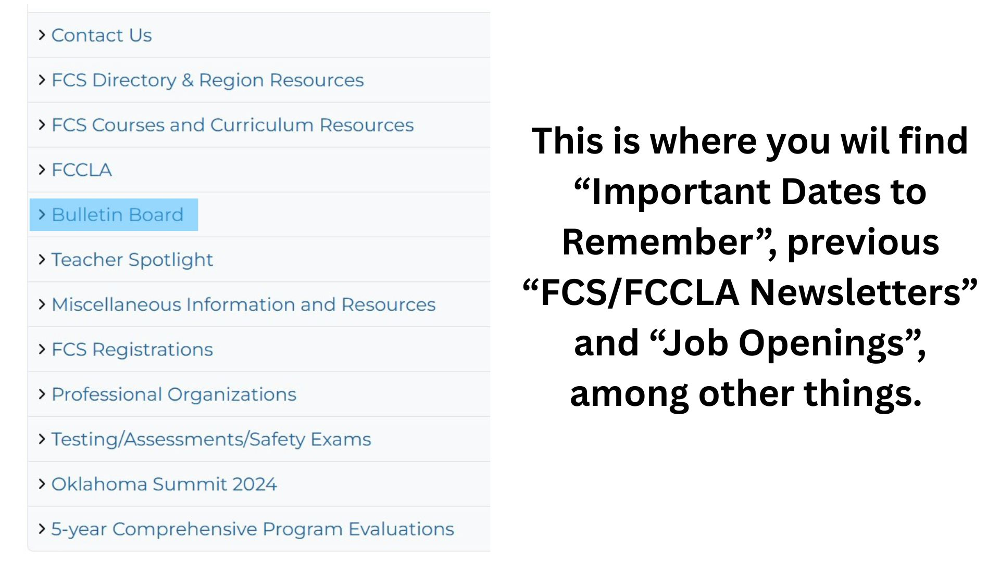 Contact Us
FCS Directory & Region Resources
FCS Courses and Curriculum Resources
FCCLA
Bulletin Board
Teacher Spotlight
Miscellaneous Information and Resources
FCS Registrations
Professional Organizations
Testing/Assessments/Safety Exams
Oklahoma Summit 2024
5-year Comprehensive Program Evaluations
This is where you wil find
“Important Dates to
Remember”, previous
“FCS/FCCLA Newsletters”
and “Job Openings”,
among other things.